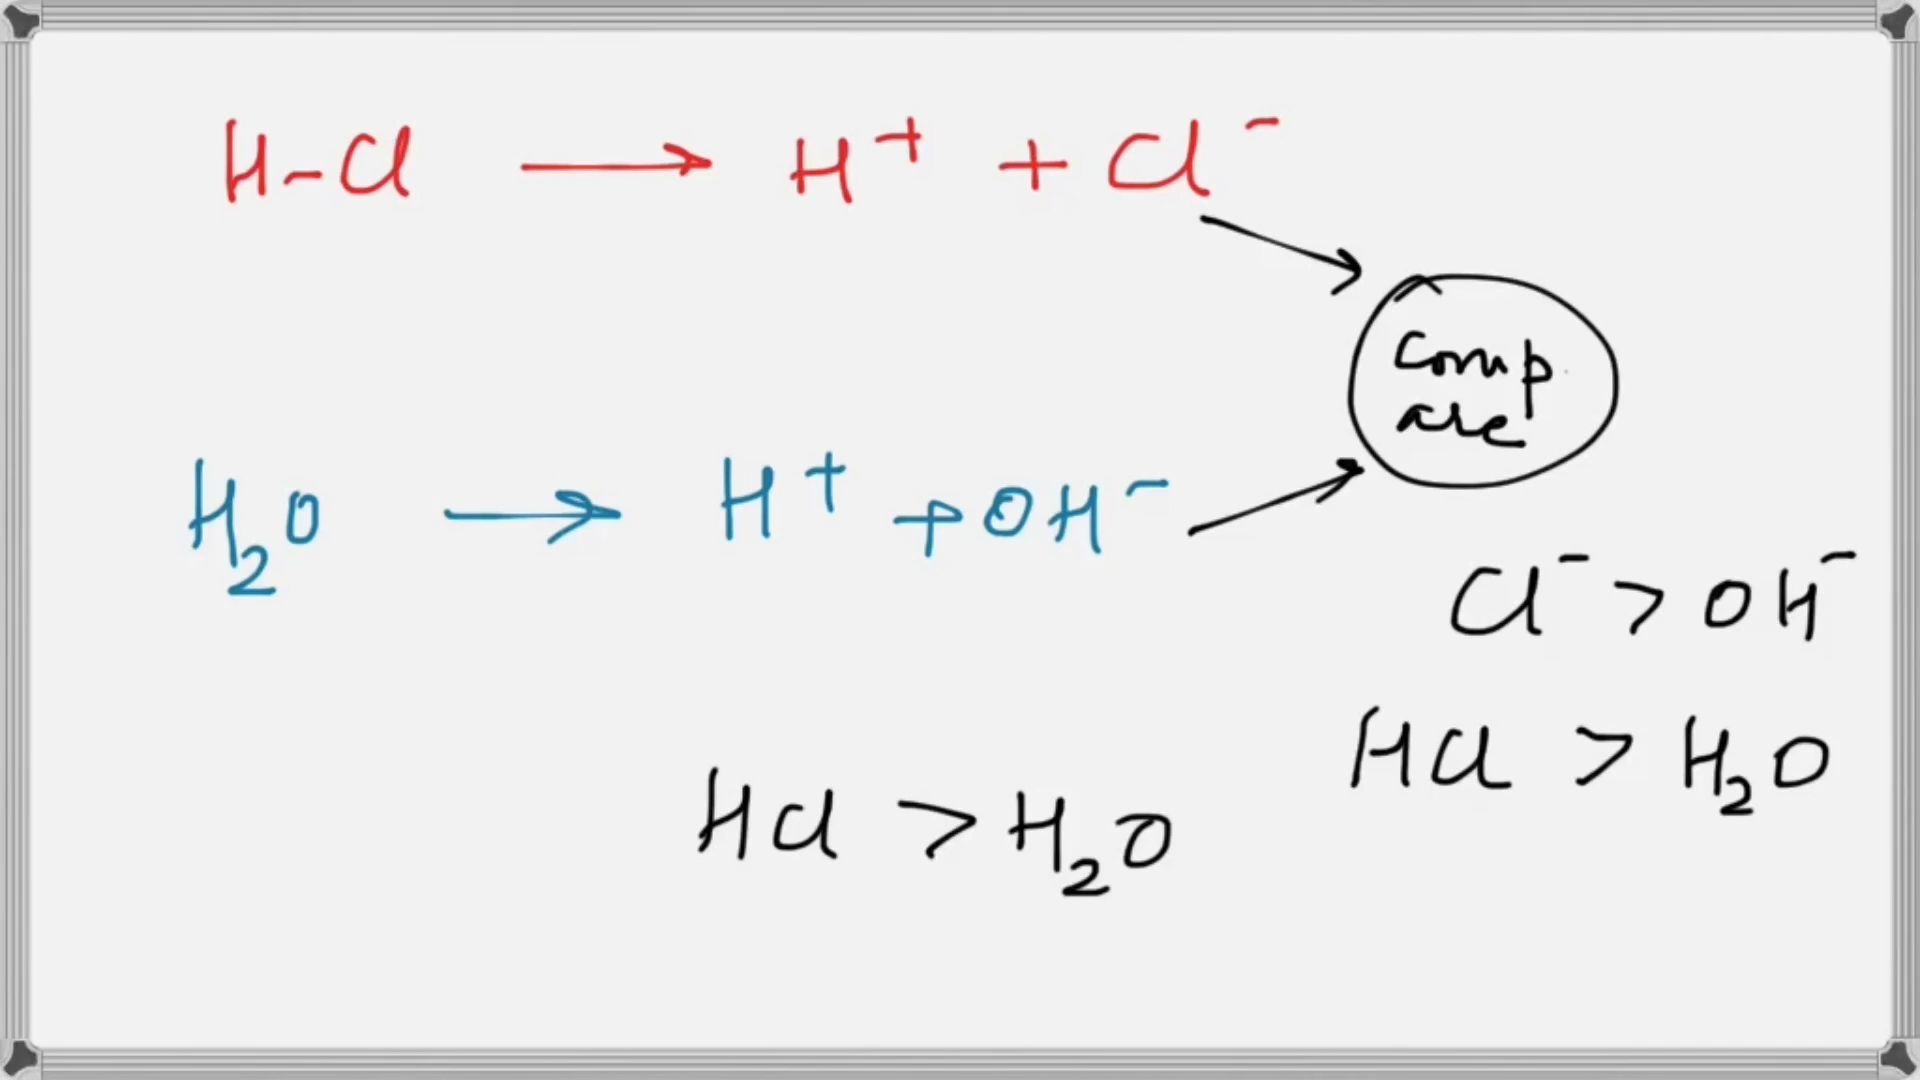 H-Cl → H⁺ + Cl⁻
Comp
are
H₂O → H⁺ + OH⁻
Cl⁻ > OH⁻
HCl > H₂O
HCl > H₂O